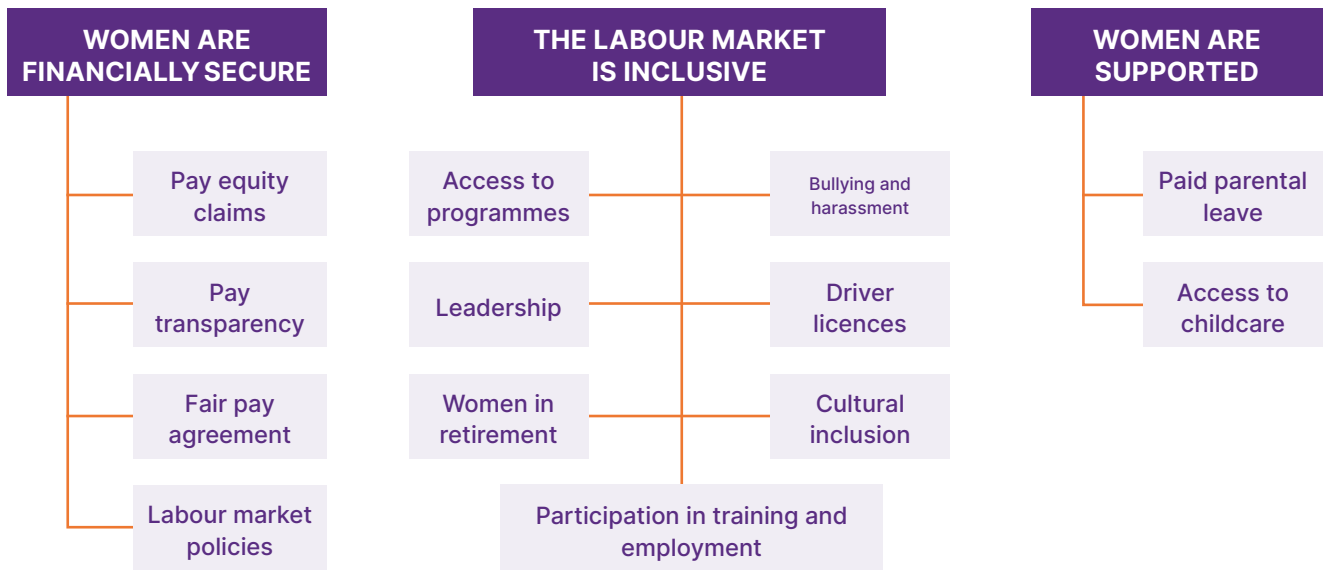 WOMEN ARE
FINANCIALLY SECURE
Pay equity
claims
Pay
transparency
Fair pay
agreement
Labour market
policies
THE LABOUR MARKET
IS INCLUSIVE
Access to
programmes
Bullying and
harassment
Leadership
Driver
licences
Women in
retirement
Cultural
inclusion
Participation in training and
employment
WOMEN ARE
SUPPORTED
Paid parental
leave
Access to
childcare